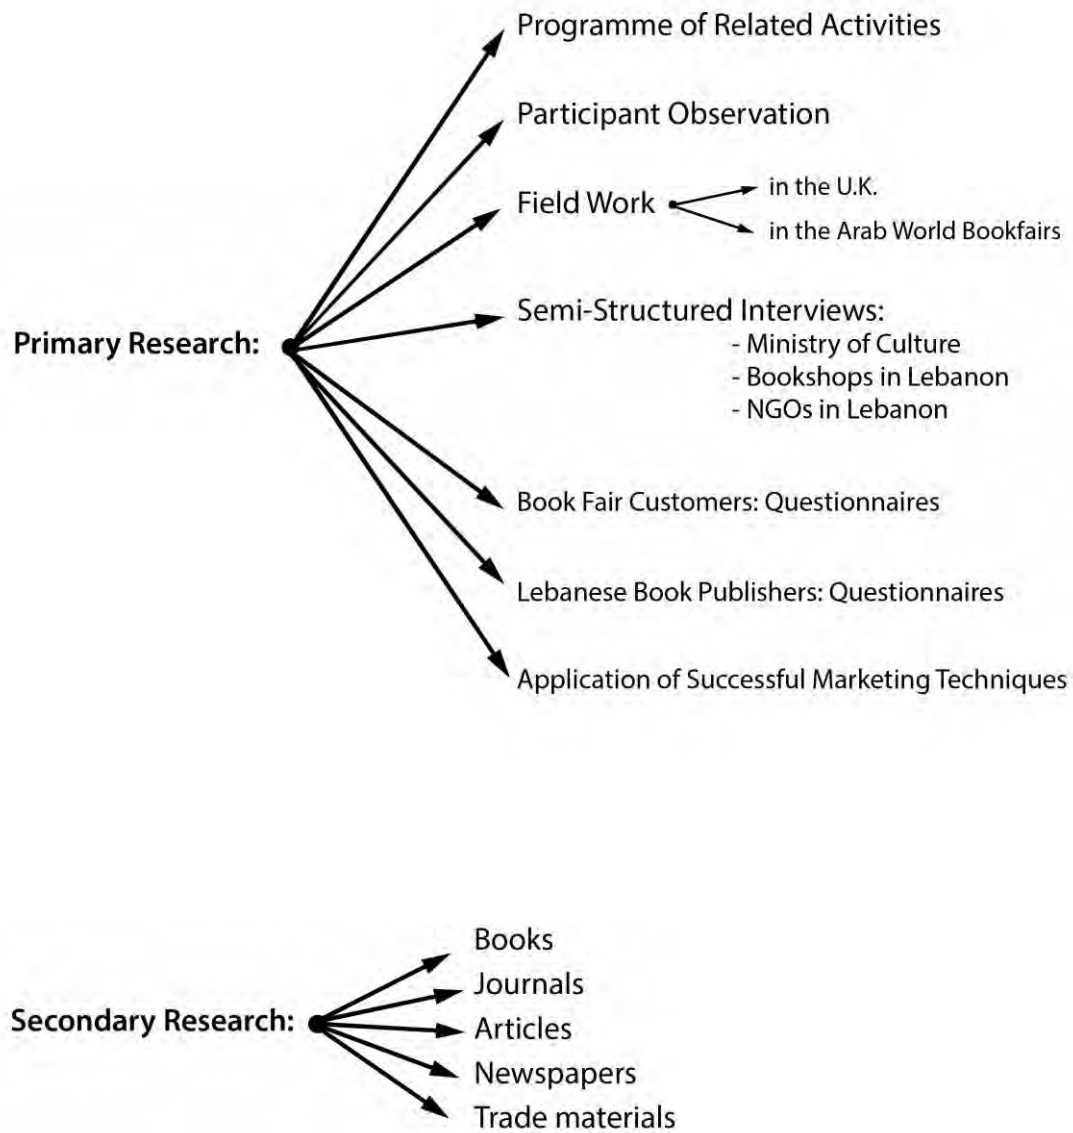 Programme of Related Activities
Participant Observation
Field Work
in the U.K.
in the Arab World Bookfairs
Primary Research:
Semi-Structured Interviews:
- Ministry of Culture
- Bookshops in Lebanon
- NGOs in Lebanon
Book Fair Customers: Questionnaires
Lebanese Book Publishers: Questionnaires
Application of Successful Marketing Techniques
Secondary Research:
Books
Journals
Articles
Newspapers
Trade materials